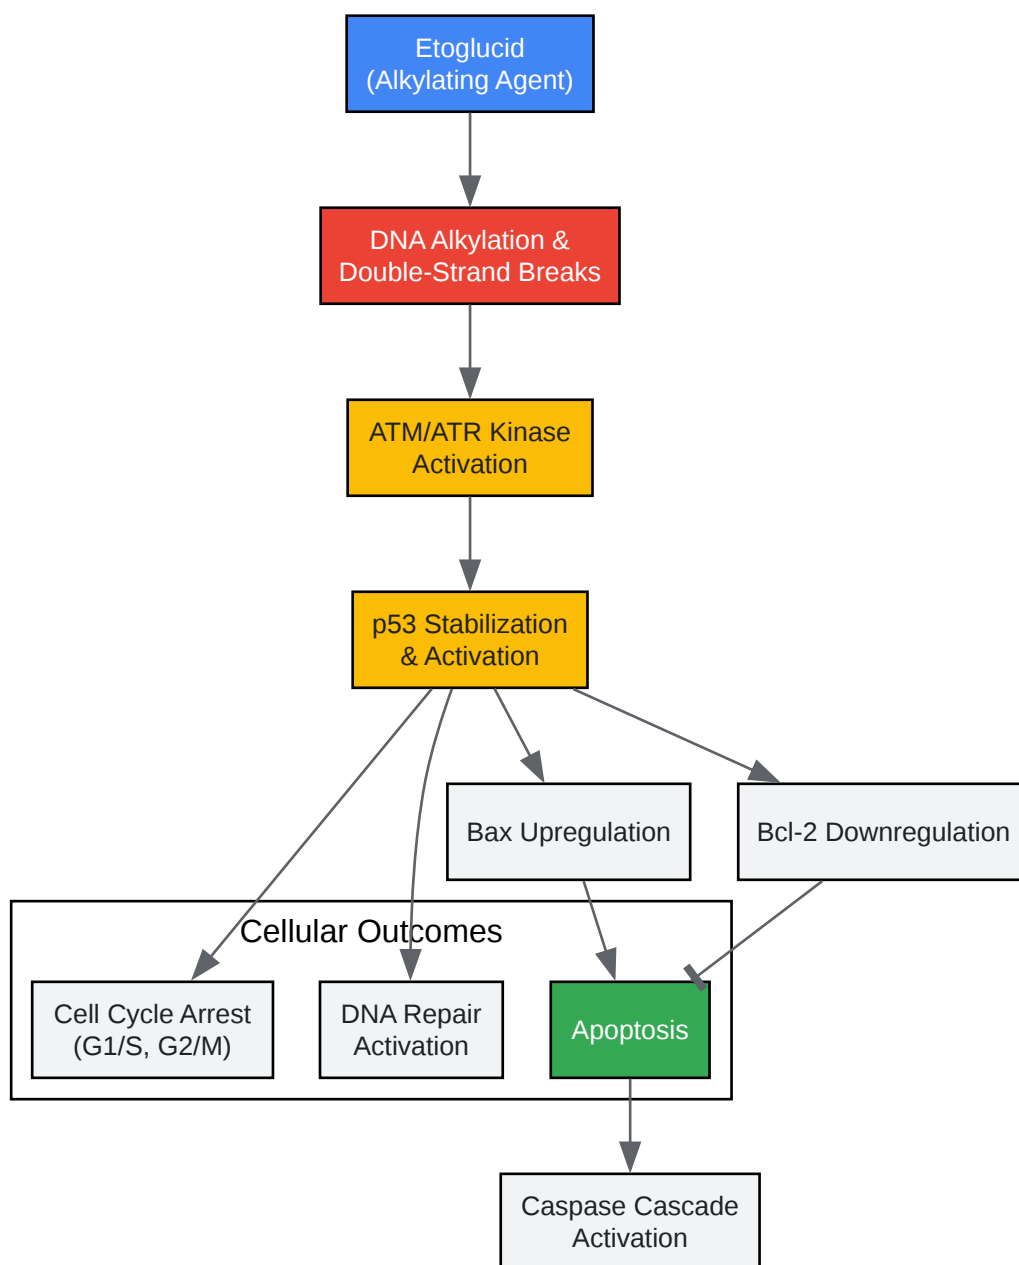 Etoglucid
(Alkylating Agent)
DNA Alkylation &
Double-Strand Breaks
ATM/ATR Kinase
Activation
p53 Stabilization
& Activation
Bax Upregulation
Bcl-2 Downregulation
Cellular Outcomes
Cell Cycle Arrest
(G1/S, G2/M)
DNA Repair
Activation
Apoptosis
Caspase Cascade
Activation